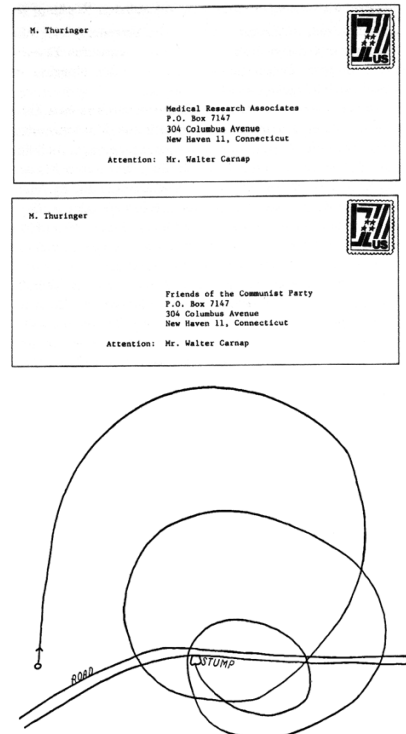 M. Thuringer
US
Medical Research Associates
P.O. Box 7147
304 Columbus Avenue
New Haven 11, Connecticut
Attention: Mr. Walter Carnap
M. Thuringer
US
Friends of the Communist Party
P.O. Box 7147
304 Columbus Avenue
New Haven 11, Connecticut
Attention: Mr. Walter Carnap
ROAD
STUMP